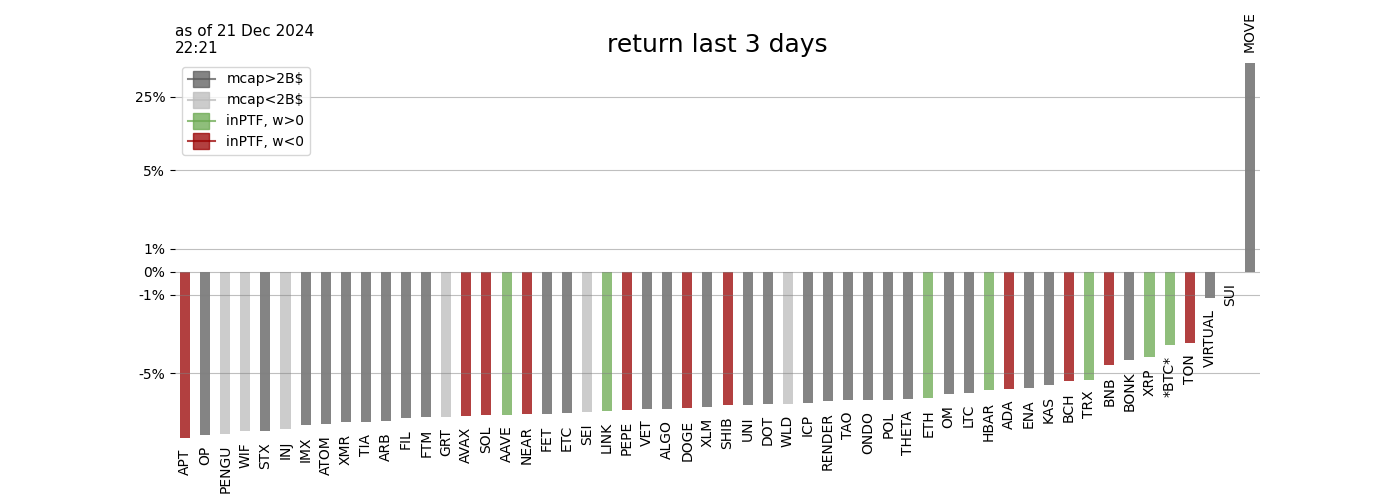 as of 21 Dec 2024
22:21
return last 3 days
MOVE
mcap>2B$
mcap<2B$
inPTF, w>0
inPTF, w<0
25%
5%
1%
0%
-1%
-5%
APT
OP
PENGU
WIF
STX
INJ
IMX
ATOM
XMR
TIA
ARB
FIL
FTM
GRT
AVAX
SOL
AAVE
NEAR
FET
ETC
SEI
LINK
PEPE
VET
ALGO
DOGE
XLM
SHIB
UNI
DOT
WLD
ICP
RENDER
TAO
ONDO
POL
THETA
ETH
OM
LTC
HBAR
ADA
ENA
KAS
BCH
TRX
BNB
BONK
XRP
*BTC*
TON
VIRTUAL
SUI